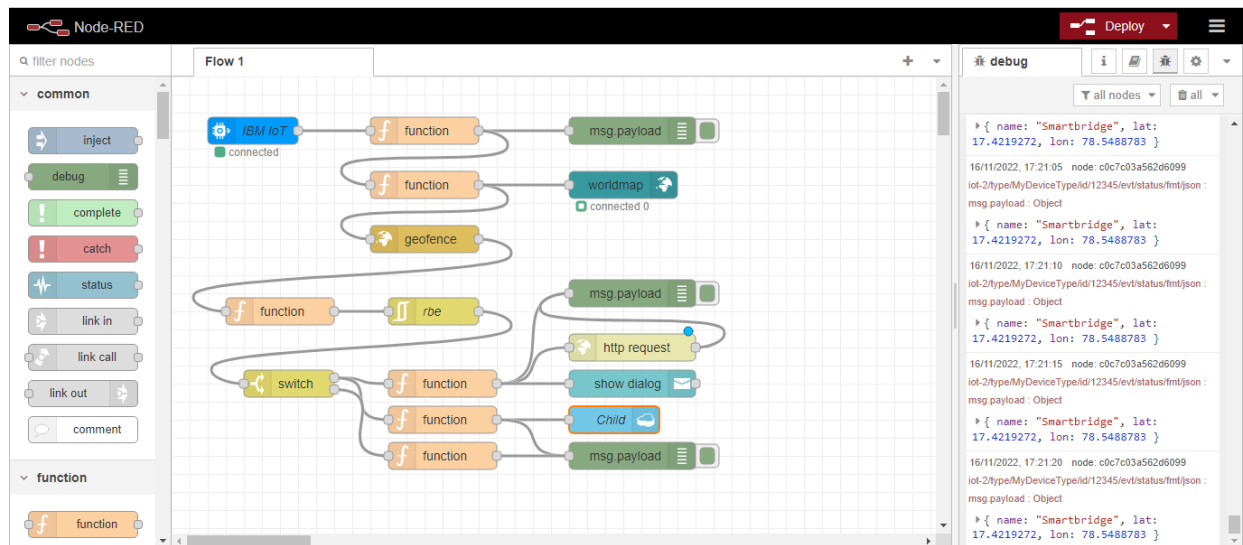 Node-RED
Deploy
filter nodes
Flow 1
debug
i
all nodes
all
common
inject
debug
complete
catch
status
link in
link call
link out
comment
function
function
IBM IoT
connected
function
msg.payload
function
worldmap
connected 0
geofence
function
rbe
msg.payload
http request
switch
function
show dialog
function
Child
function
msg.payload
{ name: "Smartbridge", lat:
17.4219272, lon: 78.5488783 }
16/11/2022, 17:21:05 node: c0c7c03a562d6099
iot-2/type/MyDeviceType/id/12345/evt/status/fmt/json :
msg.payload : Object
{ name: "Smartbridge", lat:
17.4219272, lon: 78.5488783 }
16/11/2022, 17:21:10 node: c0c7c03a562d6099
iot-2/type/MyDeviceType/id/12345/evt/status/fmt/json :
msg.payload : Object
{ name: "Smartbridge", lat:
17.4219272, lon: 78.5488783 }
16/11/2022, 17:21:15 node: c0c7c03a562d6099
iot-2/type/MyDeviceType/id/12345/evt/status/fmt/json :
msg.payload : Object
{ name: "Smartbridge", lat:
17.4219272, lon: 78.5488783 }
16/11/2022, 17:21:20 node: c0c7c03a562d6099
iot-2/type/MyDeviceType/id/12345/evt/status/fmt/json :
msg.payload : Object
{ name: "Smartbridge", lat:
17.4219272, lon: 78.5488783 }